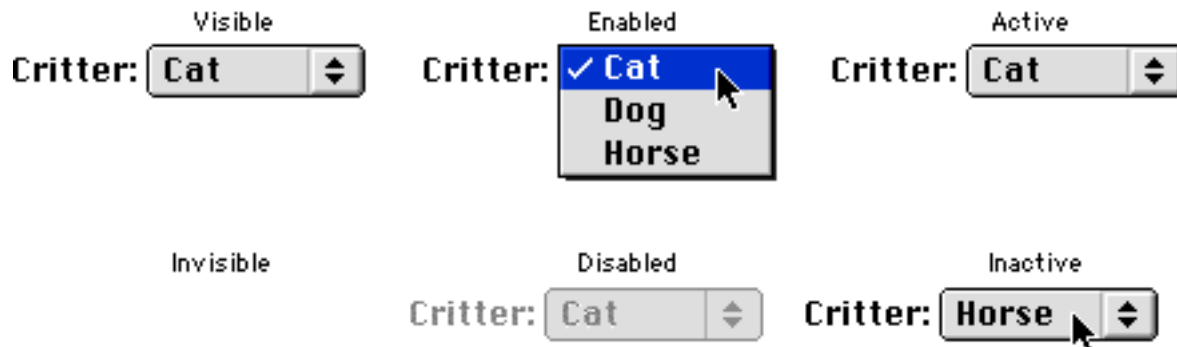 Visible Enabled Active
Critter: Cat Critter: ✓ Cat Critter: Cat
Dog
Horse
Invisible Disabled Inactive
Critter: Cat Critter: Horse